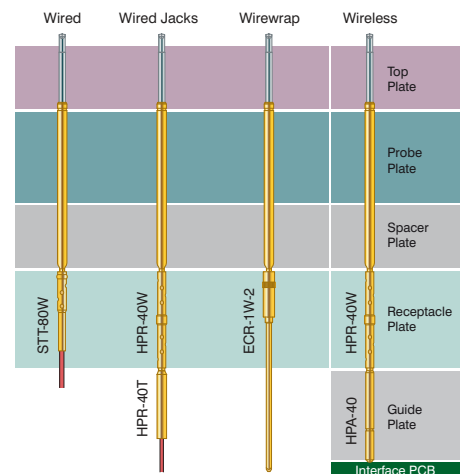 Wired
Wired Jacks
Wirewrap
Wireless
Top
Plate
Probe
Plate
Spacer
Plate
STT-80W
HPR-40W
ECR-1W-2
HPR-40W
Receptacle
Plate
HPR-40T
HPA-40
Guide
Plate
Interface PCB